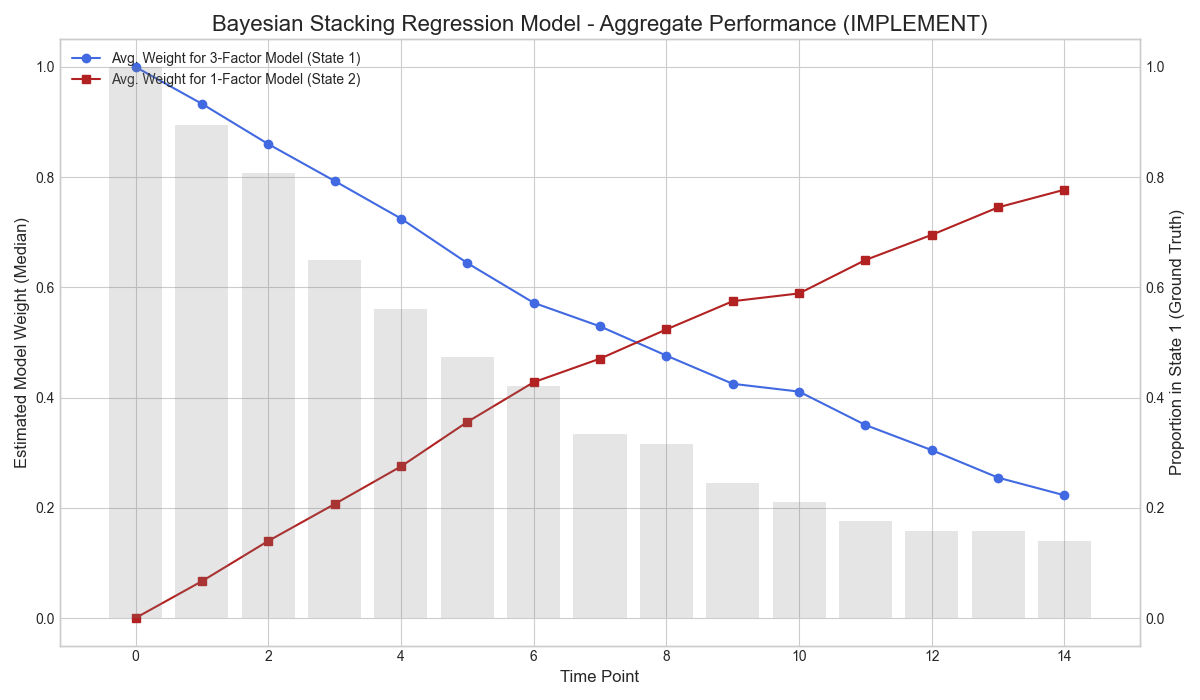 Bayesian Stacking Regression Model - Aggregate Performance (IMPLEMENT)
Avg. Weight for 3-Factor Model (State 1)
Avg. Weight for 1-Factor Model (State 2)
Estimated Model Weight (Median)
1.0
0.8
0.6
0.4
0.2
0.0
1.0
0.8
0.6
0.4
0.2
0.0
Proportion in State 1 (Ground Truth)
0 2 4 6 8 10 12 14
Time Point